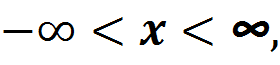 −∞ < x < ∞,